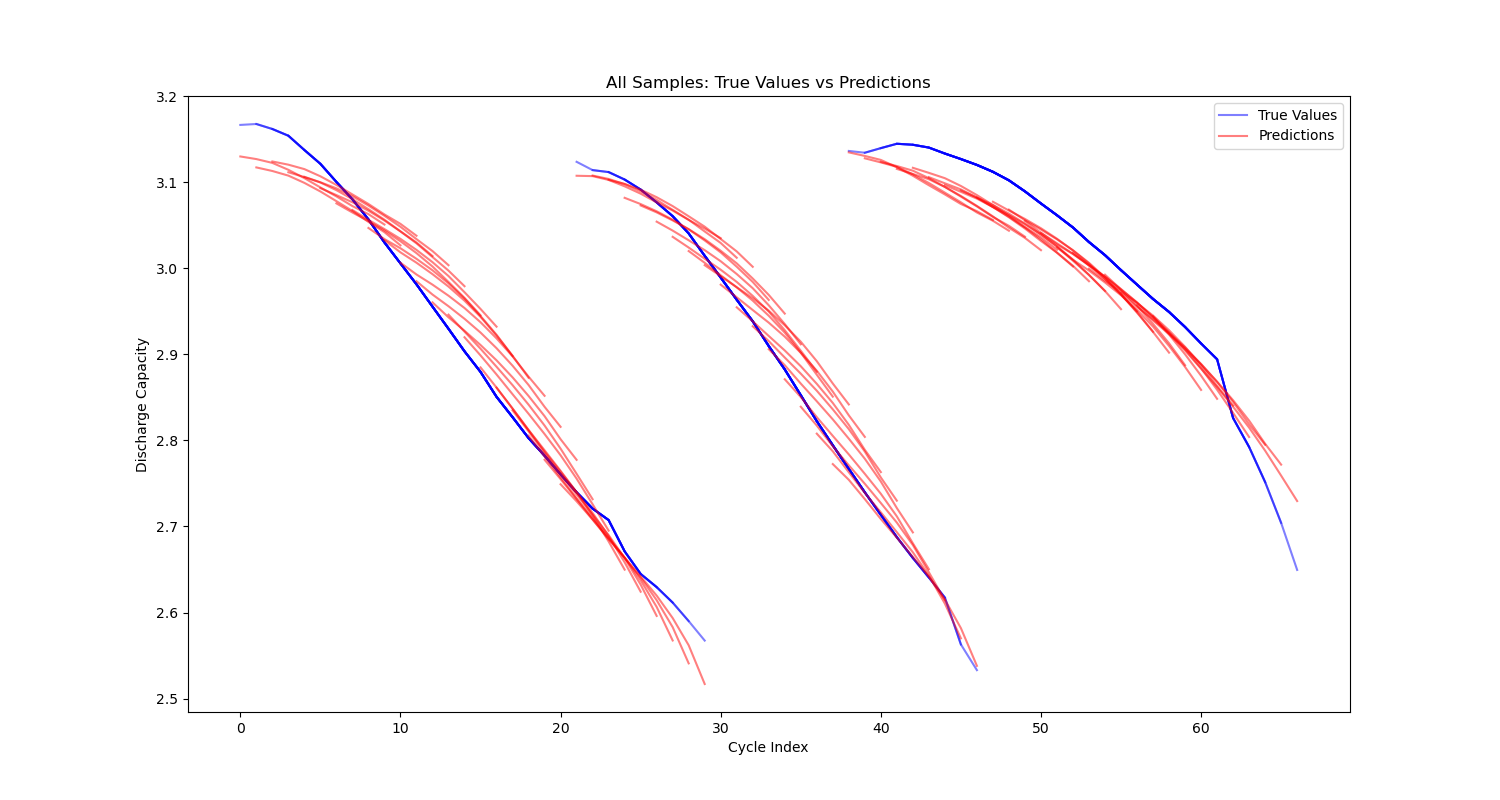 All Samples: True Values vs Predictions
True Values
Predictions
3.2
3.1
3.0
2.9
2.8
2.7
2.6
2.5
Discharge Capacity
0 10 20 30 40 50 60
Cycle Index